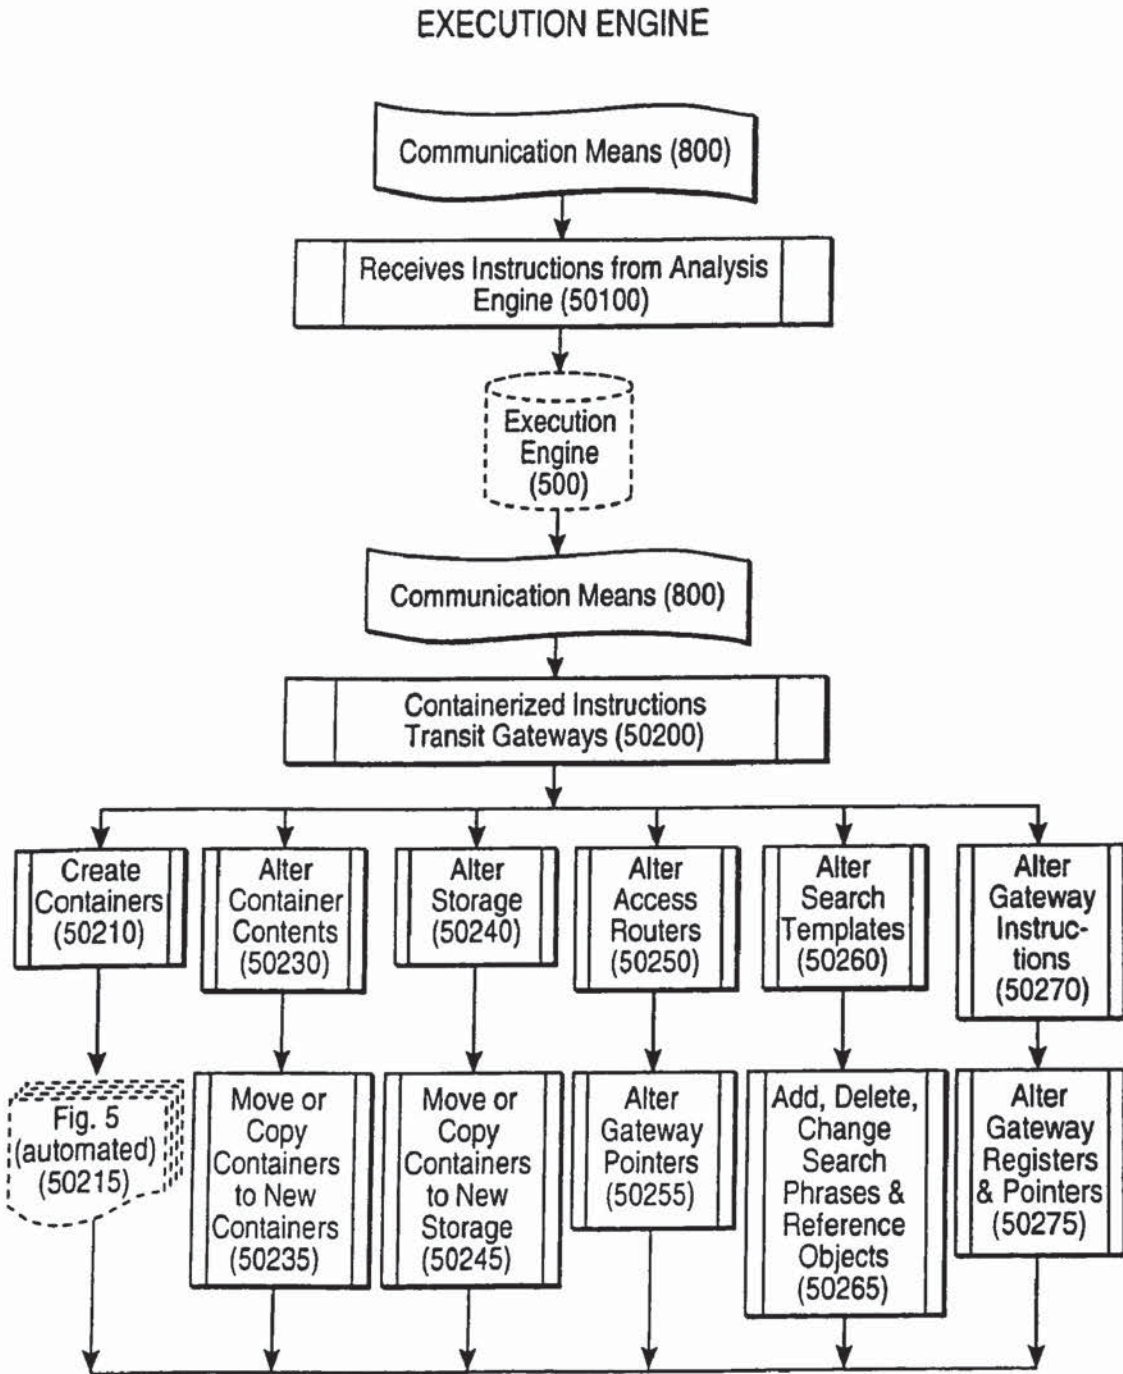 EXECUTION ENGINE
Communication Means (800)
Receives Instructions from Analysis
Engine (50100)
Execution
Engine
(500)
Communication Means (800)
Containerized Instructions
Transit Gateways (50200)
Create
Containers
(50210)
Alter
Container
Contents
(50230)
Alter
Storage
(50240)
Alter
Access
Routers
(50250)
Alter
Search
Templates
(50260)
Alter
Gateway
Instruc-
tions
(50270)
Fig. 5
(automated)
(50215)
Move or
Copy
Containers
to New
Containers
(50235)
Move or
Copy
Containers
to New
Storage
(50245)
Alter
Gateway
Pointers
(50255)
Add, Delete,
Change
Search
Phrases &
Reference
Objects
(50265)
Alter
Gateway
Registers
& Pointers
(50275)